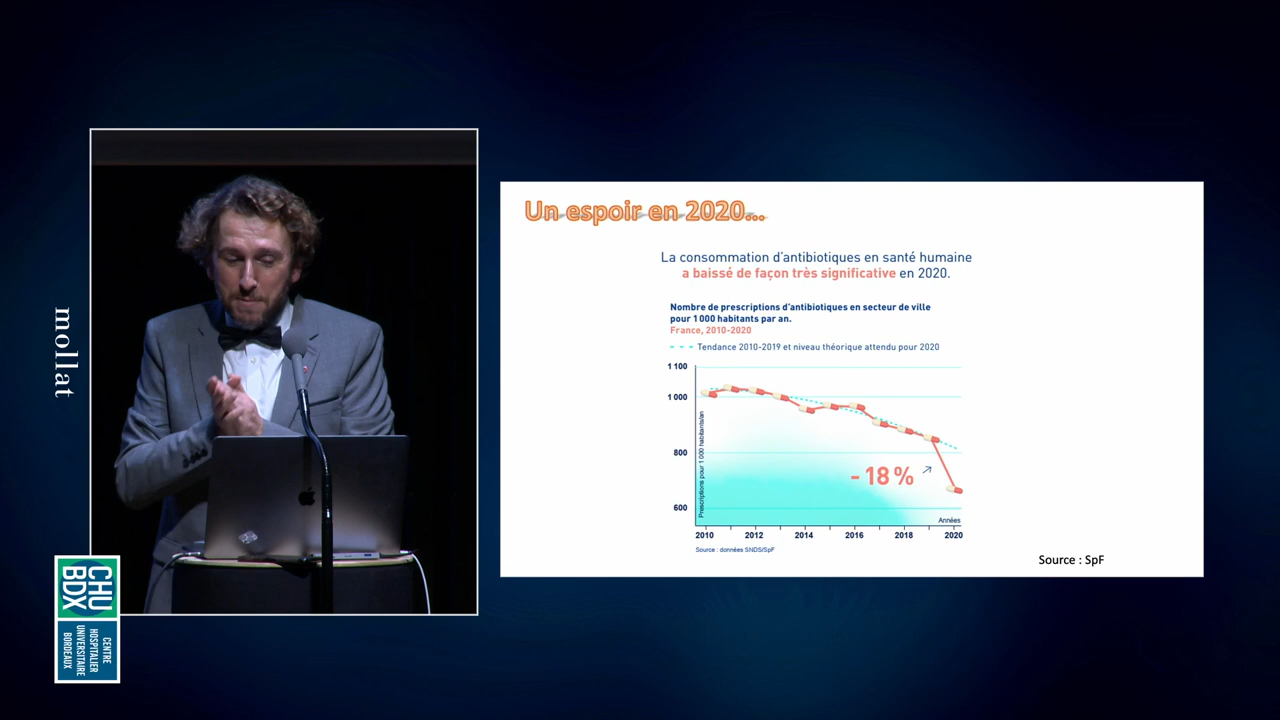 mollat
CHU
BDX
CENTRE
HOSPITALIER
UNIVERSITAIRE
BORDEAUX
Un espoir en 2020...
La consommation d'antibiotiques en santé humaine
a baissé de façon très significative en 2020.
Nombre de prescriptions d'antibiotiques en secteur de ville
pour 1 000 habitants par an.
France, 2010-2020
Tendance 2010-2019 et niveau théorique attendu pour 2020
1 100
1 000
800
600
Prescriptions pour 1 000 habitants/an
- 18 %
Années
2010 2012 2014 2016 2018 2020
Source : données SNDS/SpF
Source : SpF